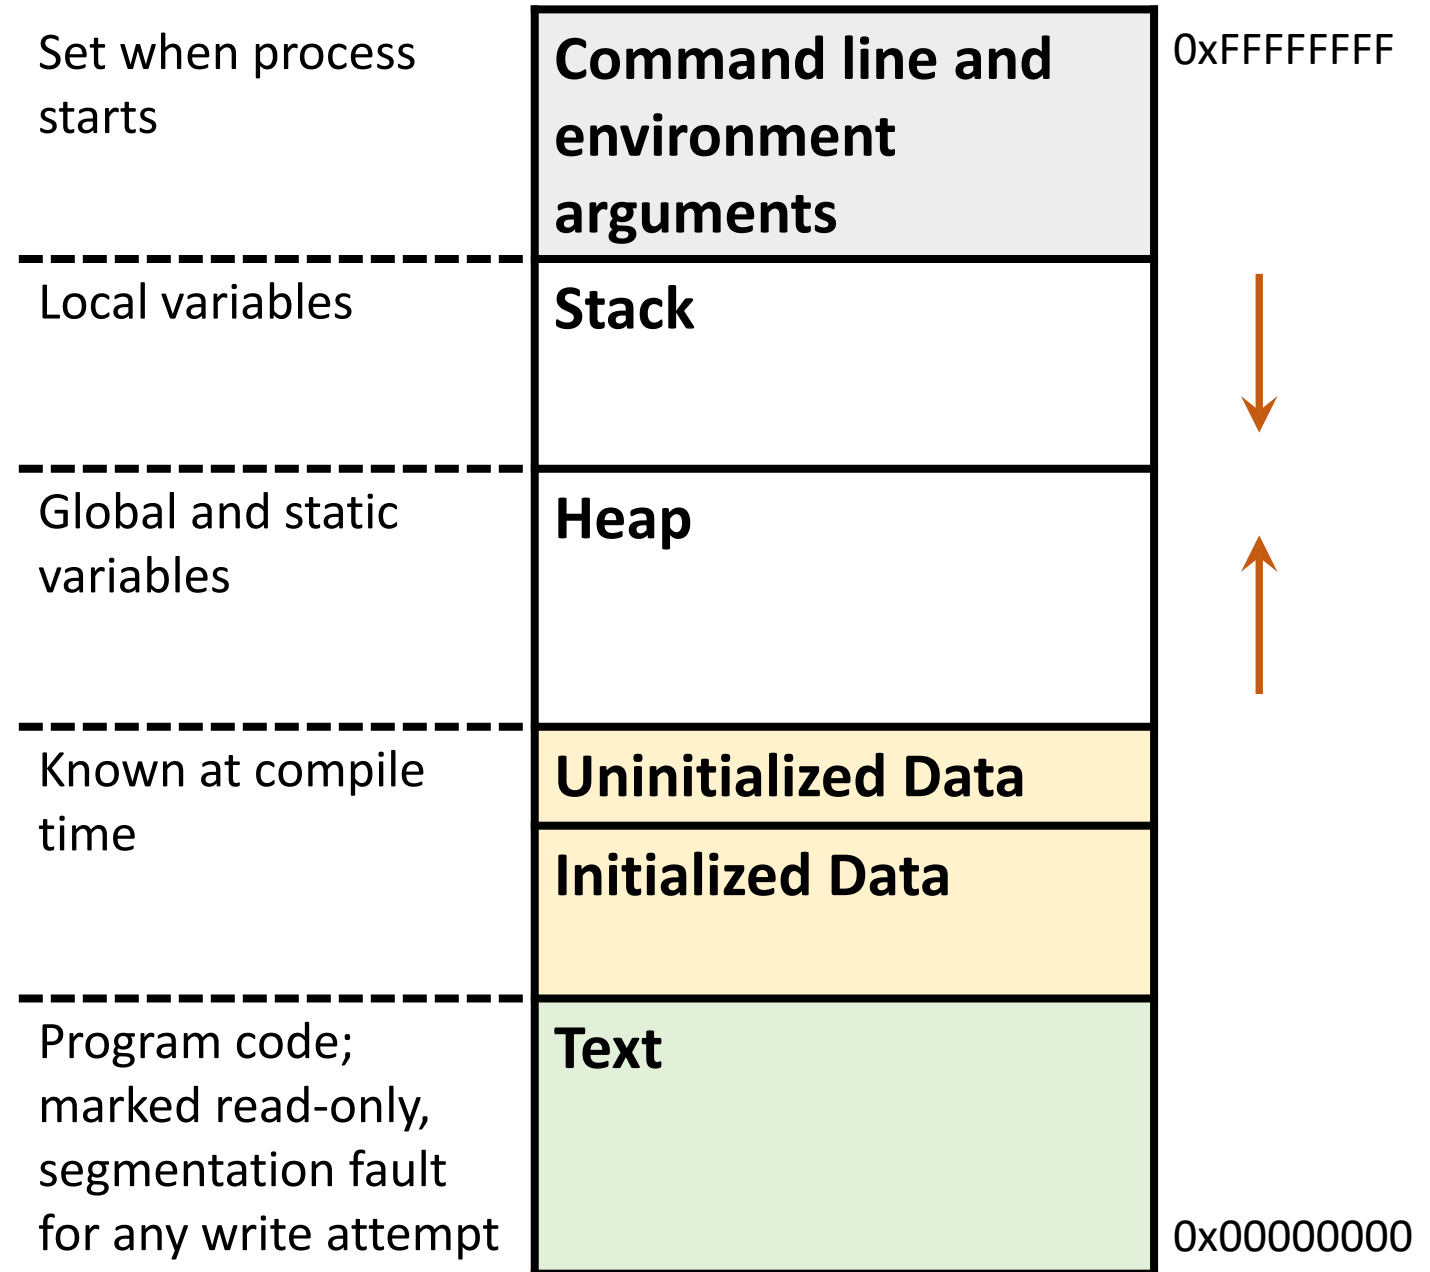 Set when process
starts
Command line and
environment
arguments
0xFFFFFFFF
Local variables
Stack
Global and static
variables
Heap
Known at compile
time
Uninitialized Data
Initialized Data
Program code;
marked read-only,
segmentation fault
for any write attempt
Text
0x00000000